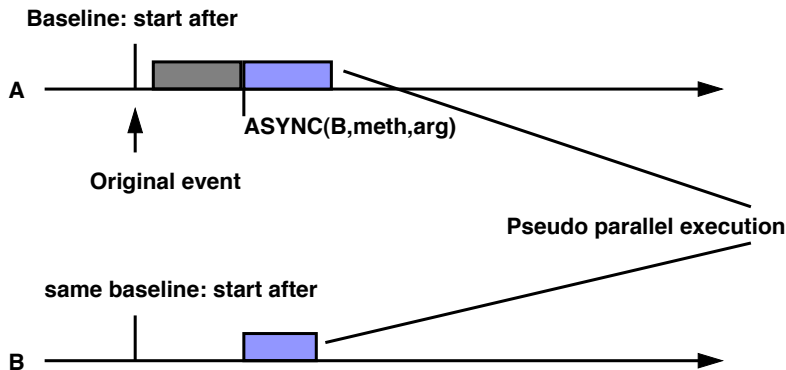 Baseline: start after
A
ASYNC(B,meth,arg)
Original event
Pseudo parallel execution
same baseline: start after
B